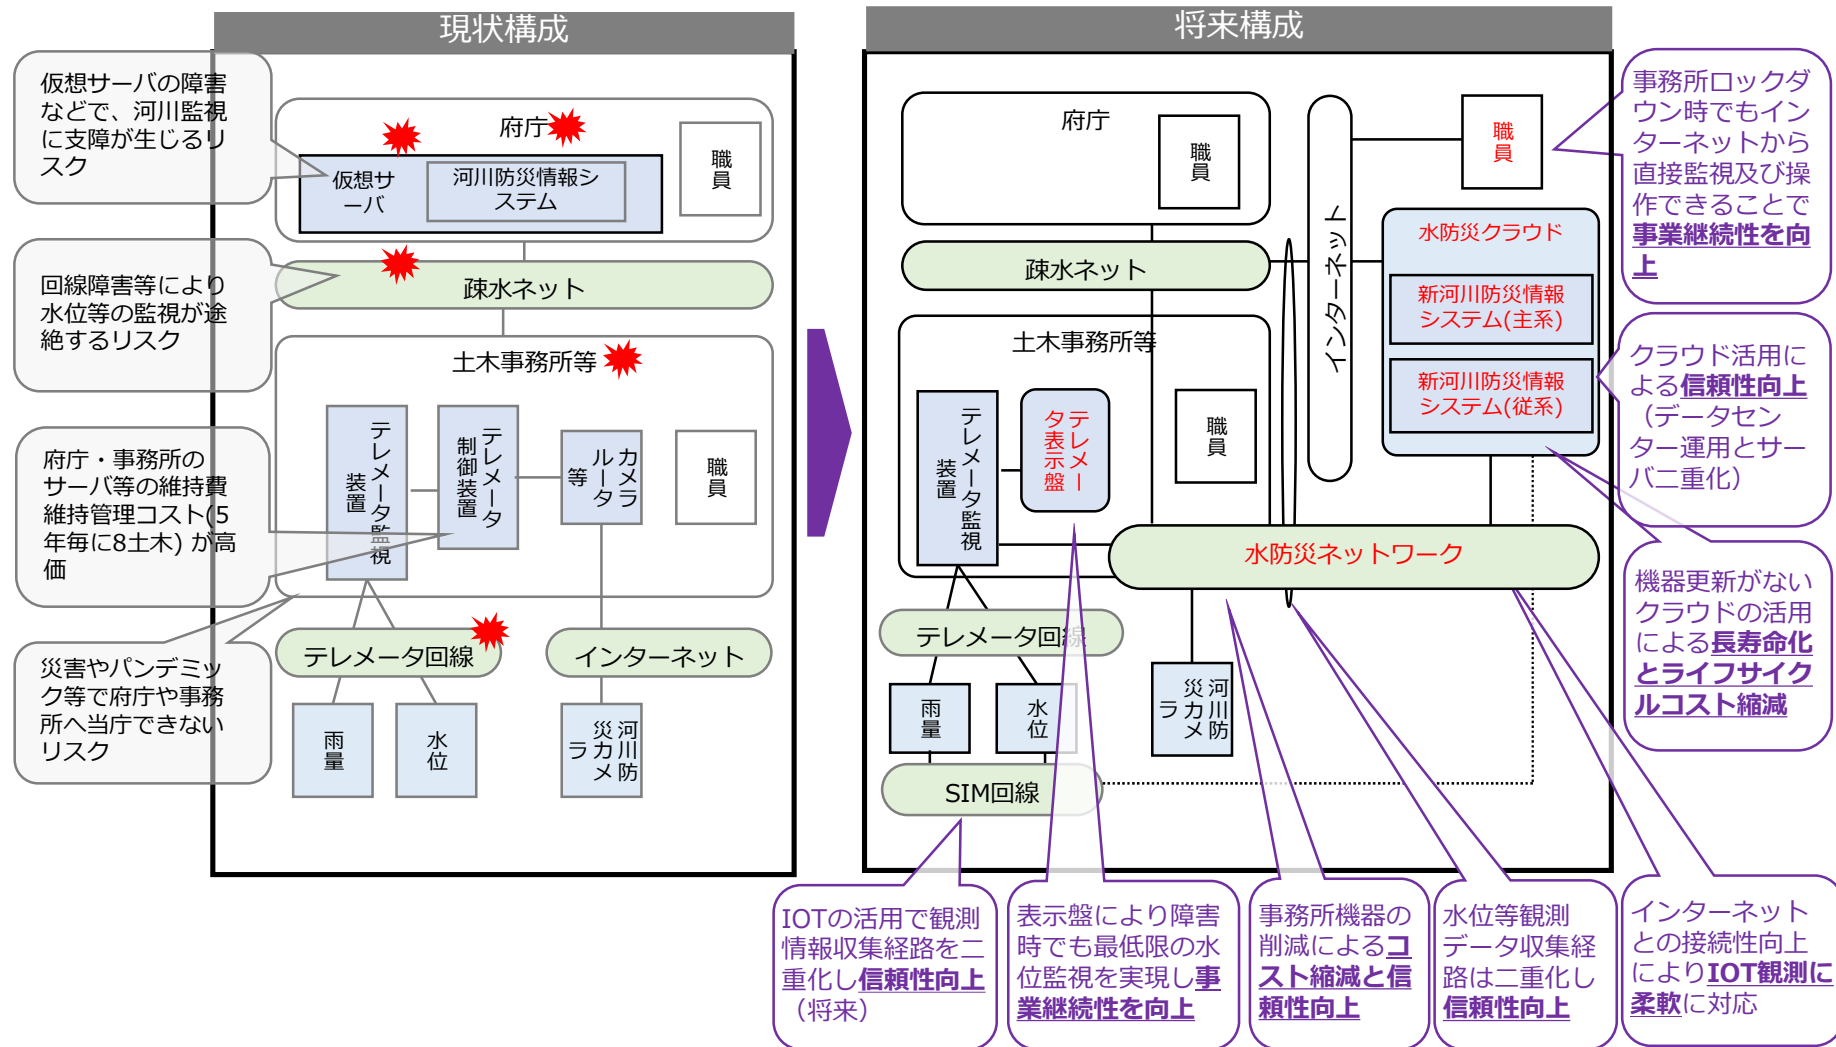 現状構成
仮想サーバの障害
などで、河川監視
に支障が生じるリ
スク
回線障害等により
水位等の監視が途
絶するリスク
府庁・事務所の
サーバ等の維持費
維持管理コスト(5
年毎に8土木) が高
価
災害やパンデミッ
ク等で府庁や事務
所へ当庁できない
リスク
府庁
仮想サ
ーバ
河川防災情報シ
ステム
職員
疎水ネット
土木事務所等
テレメータ監視
装置
テレメータ
制御装置
カメラ
ルータ
等
職員
テレメータ回線
インターネット
雨量
水位
河川防
災カメ
ラ
将来構成
府庁
職員
疎水ネット
土木事務所等
テレメータ監視
装置
テレメー
タ表示盤
職員
インターネット
職員
水防災クラウド
新河川防災情報
システム(主系)
新河川防災情報
システム(従系)
水防災ネットワーク
テレメータ回線
雨量
水位
河川防
災カメ
ラ
SIM回線
事務所ロックダ
ウン時でもイン
ターネットから
直接監視及び操
作できることで
事業継続性を向
上
クラウド活用に
よる信頼性向上
（データセン
ター運用とサー
バ二重化）
機器更新がない
クラウドの活用
による長寿命化
とライフサイク
ルコスト縮減
IOTの活用で観測
情報収集経路を二
重化し信頼性向上
（将来）
表示盤により障害
時でも最低限の水
位監視を実現し事
業継続性を向上
事務所機器の
削減によるコ
スト縮減と信
頼性向上
水位等観測
データ収集経
路は二重化し
信頼性向上
インターネット
との接続性向上
によりIOT観測に
柔軟に対応